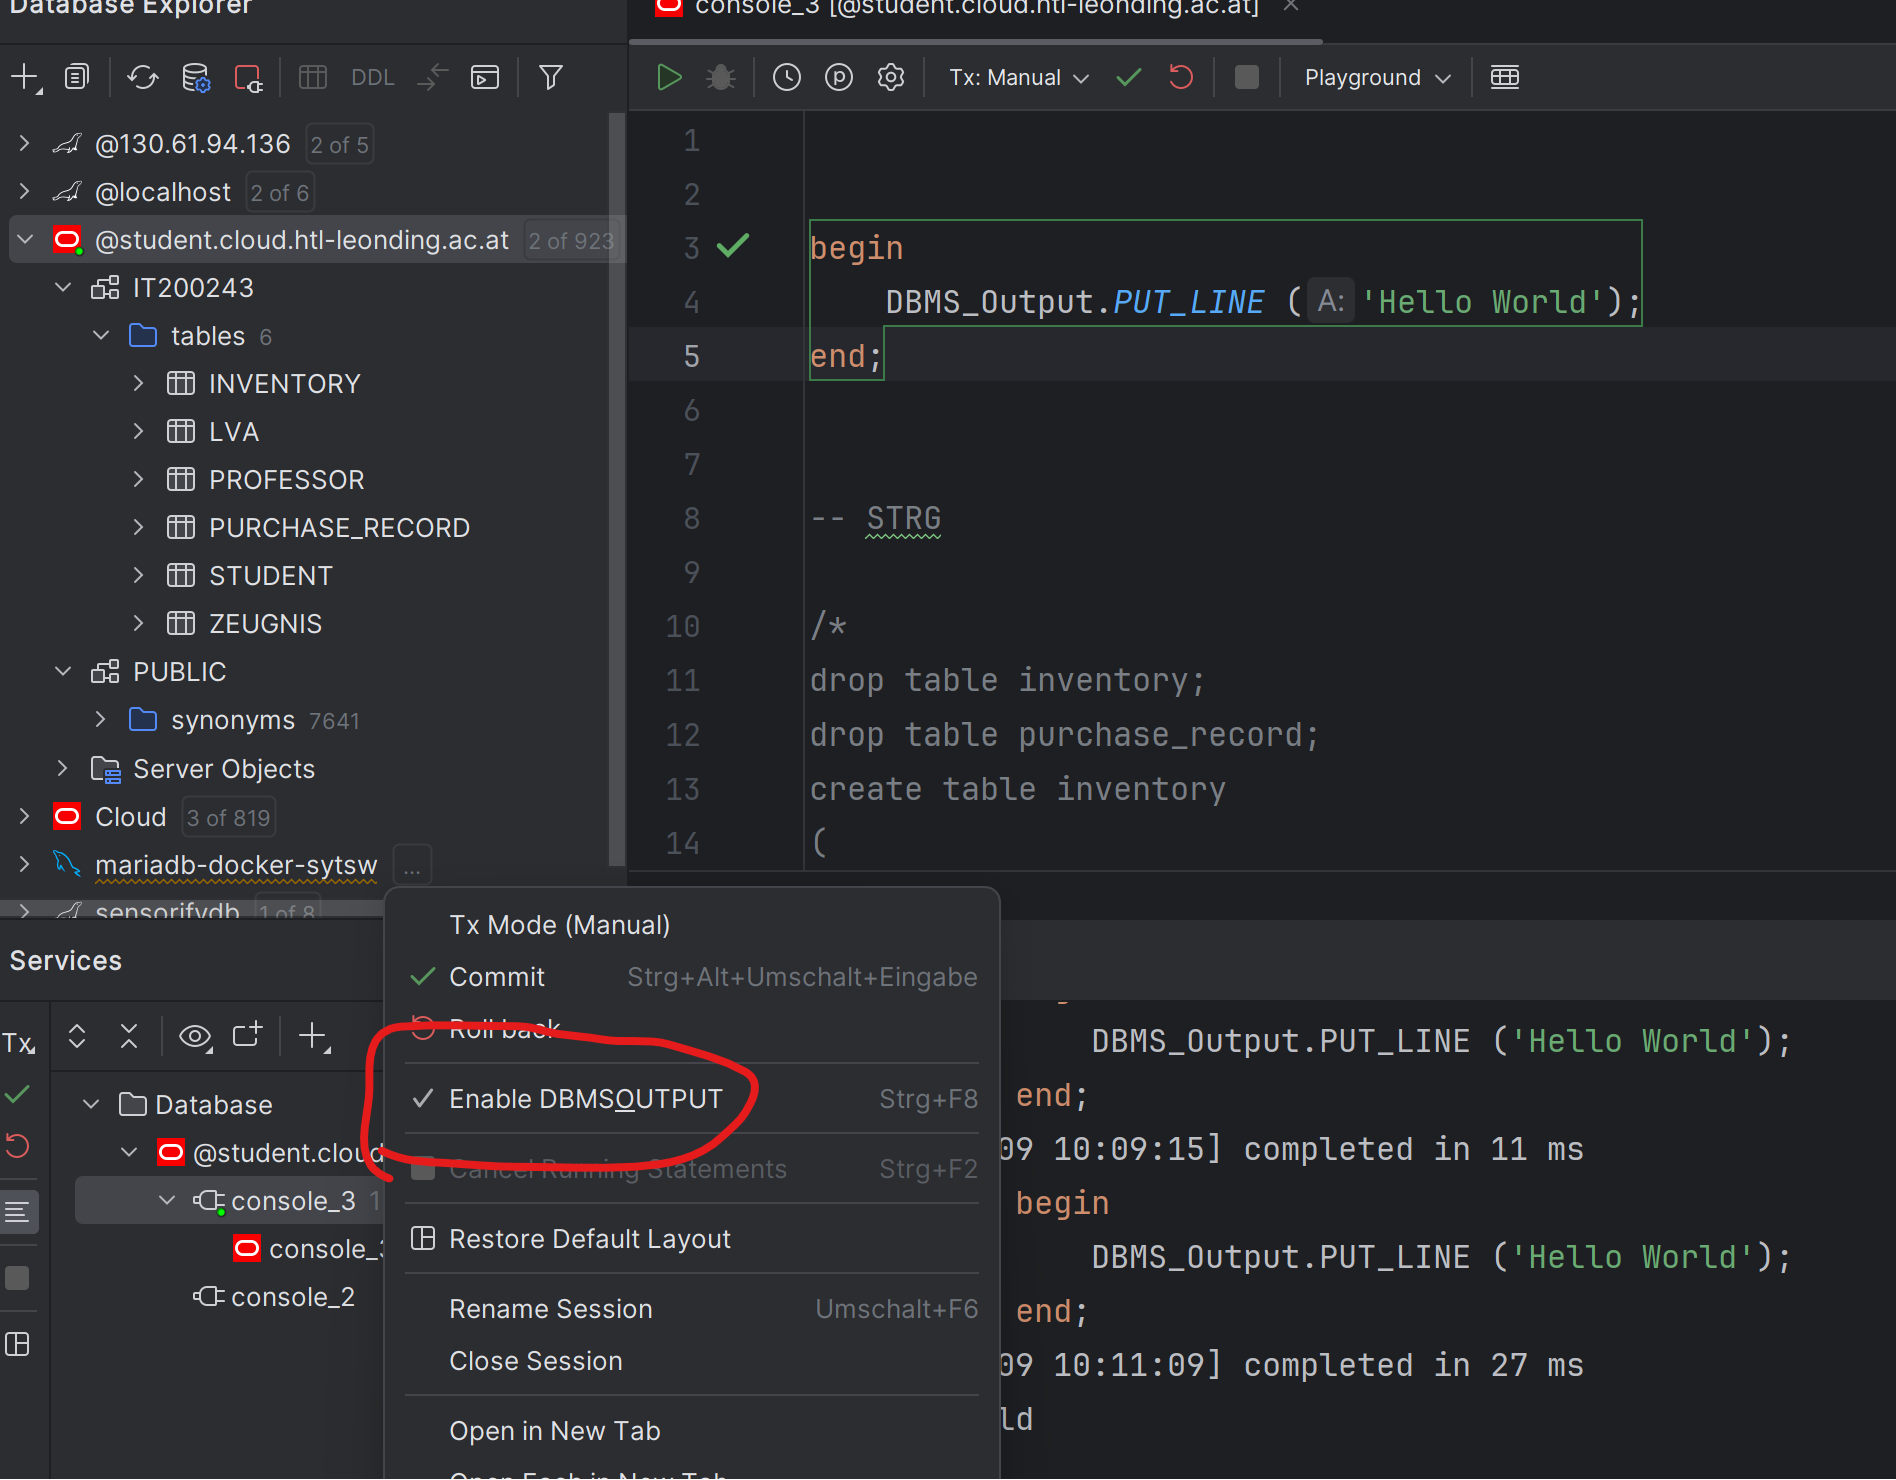 Database Explorer
DDL
@130.61.94.136 2 of 5
@localhost 2 of 6
@student.cloud.htl-leonding.ac.at 2 of 923
IT200243
tables 6
INVENTORY
LVA
PROFESSOR
PURCHASE_RECORD
STUDENT
ZEUGNIS
PUBLIC
synonyms 7641
Server Objects
Cloud 3 of 819
mariadb-docker-sytsw ...
sensorifydb 1 of 8
console_3 [@student.cloud.htl-leonding.ac.at]
Tx: Manual
Playground
1
2
3 begin
4 DBMS_Output.PUT_LINE ( A: 'Hello World');
5 end;
6
7
8 -- STRG
9
10 /*
11 drop table inventory;
12 drop table purchase_record;
13 create table inventory
14 (
Services
Tx
Database
@student.cloud
console_3 1
console_3
console_2
Tx Mode (Manual)
Commit Strg+Alt+Umschalt+Eingabe
Roll back
Enable DBMSOUTPUT Strg+F8
Cancel Running Statements Strg+F2
Restore Default Layout
Rename Session Umschalt+F6
Close Session
Open in New Tab
Open Each in New Tab
DBMS_Output.PUT_LINE ('Hello World');
end;
09 10:09:15] completed in 11 ms
begin
DBMS_Output.PUT_LINE ('Hello World');
end;
09 10:11:09] completed in 27 ms
ld